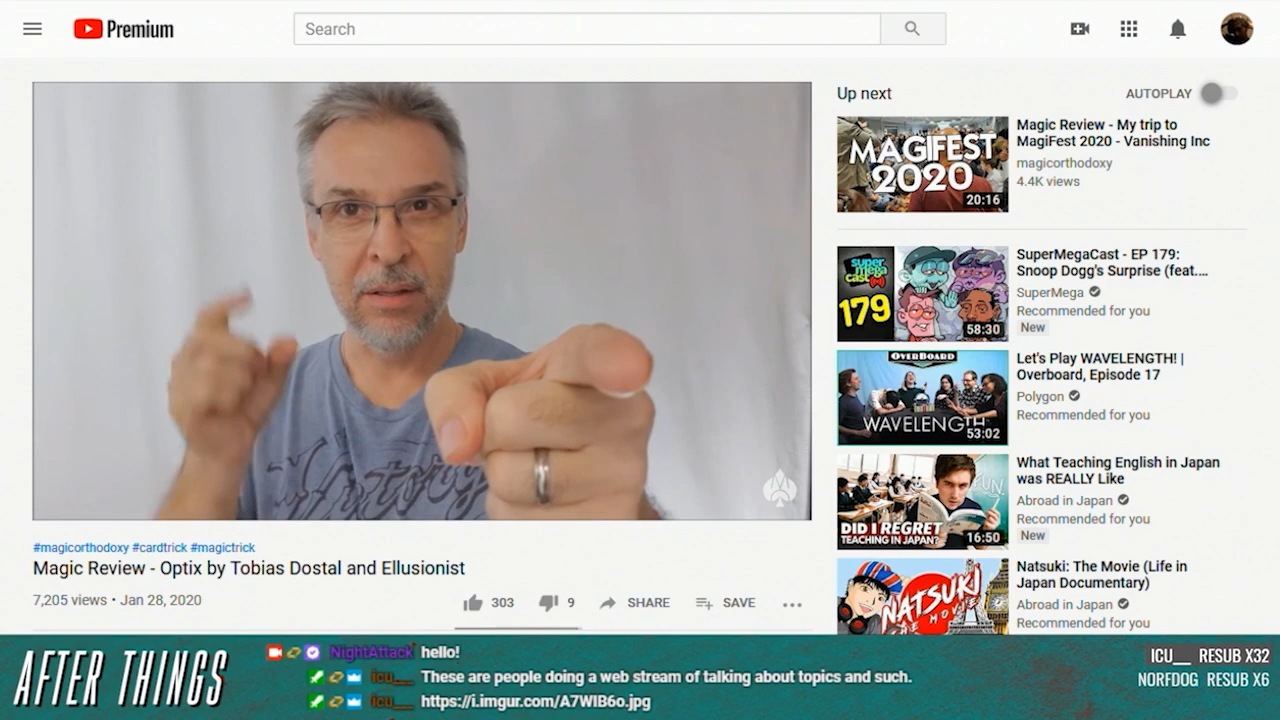 Premium
Search
Up next
AUTOPLAY
MAGIFEST
2020
20:16
Magic Review - My trip to
MagiFest 2020 - Vanishing Inc
magicorthodoxy
4.4K views
super
mega
cast
179
58:30
SuperMegaCast - EP 179:
Snoop Dogg's Surprise (feat....
SuperMega
Recommended for you
New
OVERBOARD
WAVELENGTH
53:02
Let's Play WAVELENGTH! |
Overboard, Episode 17
Polygon
Recommended for you
DID I REGRET
TEACHING IN JAPAN?
16:50
What Teaching English in Japan
was REALLY Like
Abroad in Japan
Recommended for you
New
NATSUKI
THE MOVIE
Natsuki: The Movie (Life in
Japan Documentary)
Abroad in Japan
Recommended for you
#magicorthodoxy #cardtrick #magictrick
Magic Review - Optix by Tobias Dostal and Ellusionist
7,205 views • Jan 28, 2020
303
9
SHARE
SAVE
AFTER THINGS
NightAttack hello!
icu__ These are people doing a web stream of talking about topics and such.
icu__ https://i.imgur.com/A7WIB6o.jpg
ICU__ RESUB X32
NORFDOG RESUB X6